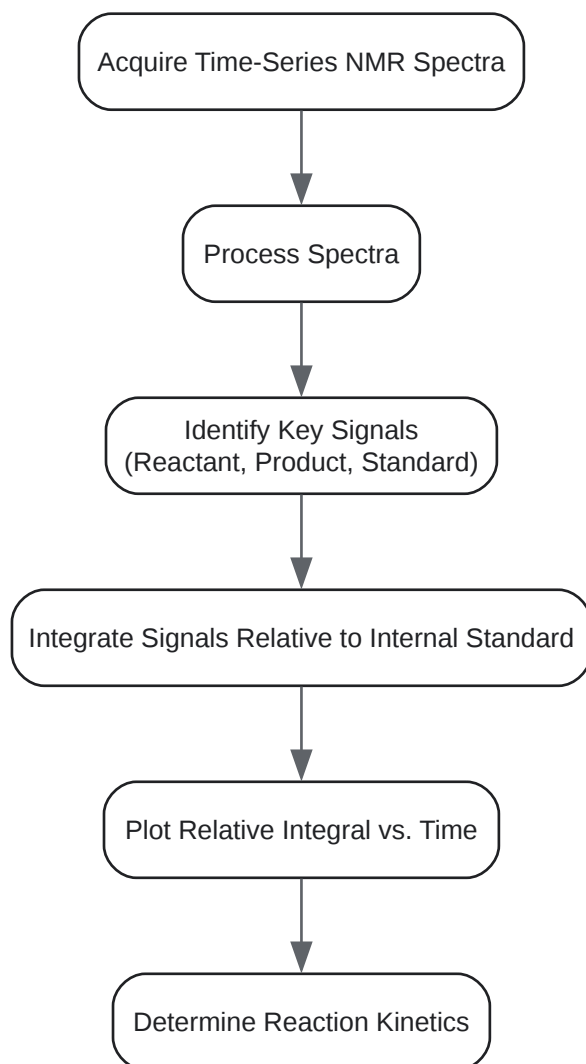 Acquire Time-Series NMR Spectra
Process Spectra
Identify Key Signals
(Reactant, Product, Standard)
Integrate Signals Relative to Internal Standard
Plot Relative Integral vs. Time
Determine Reaction Kinetics